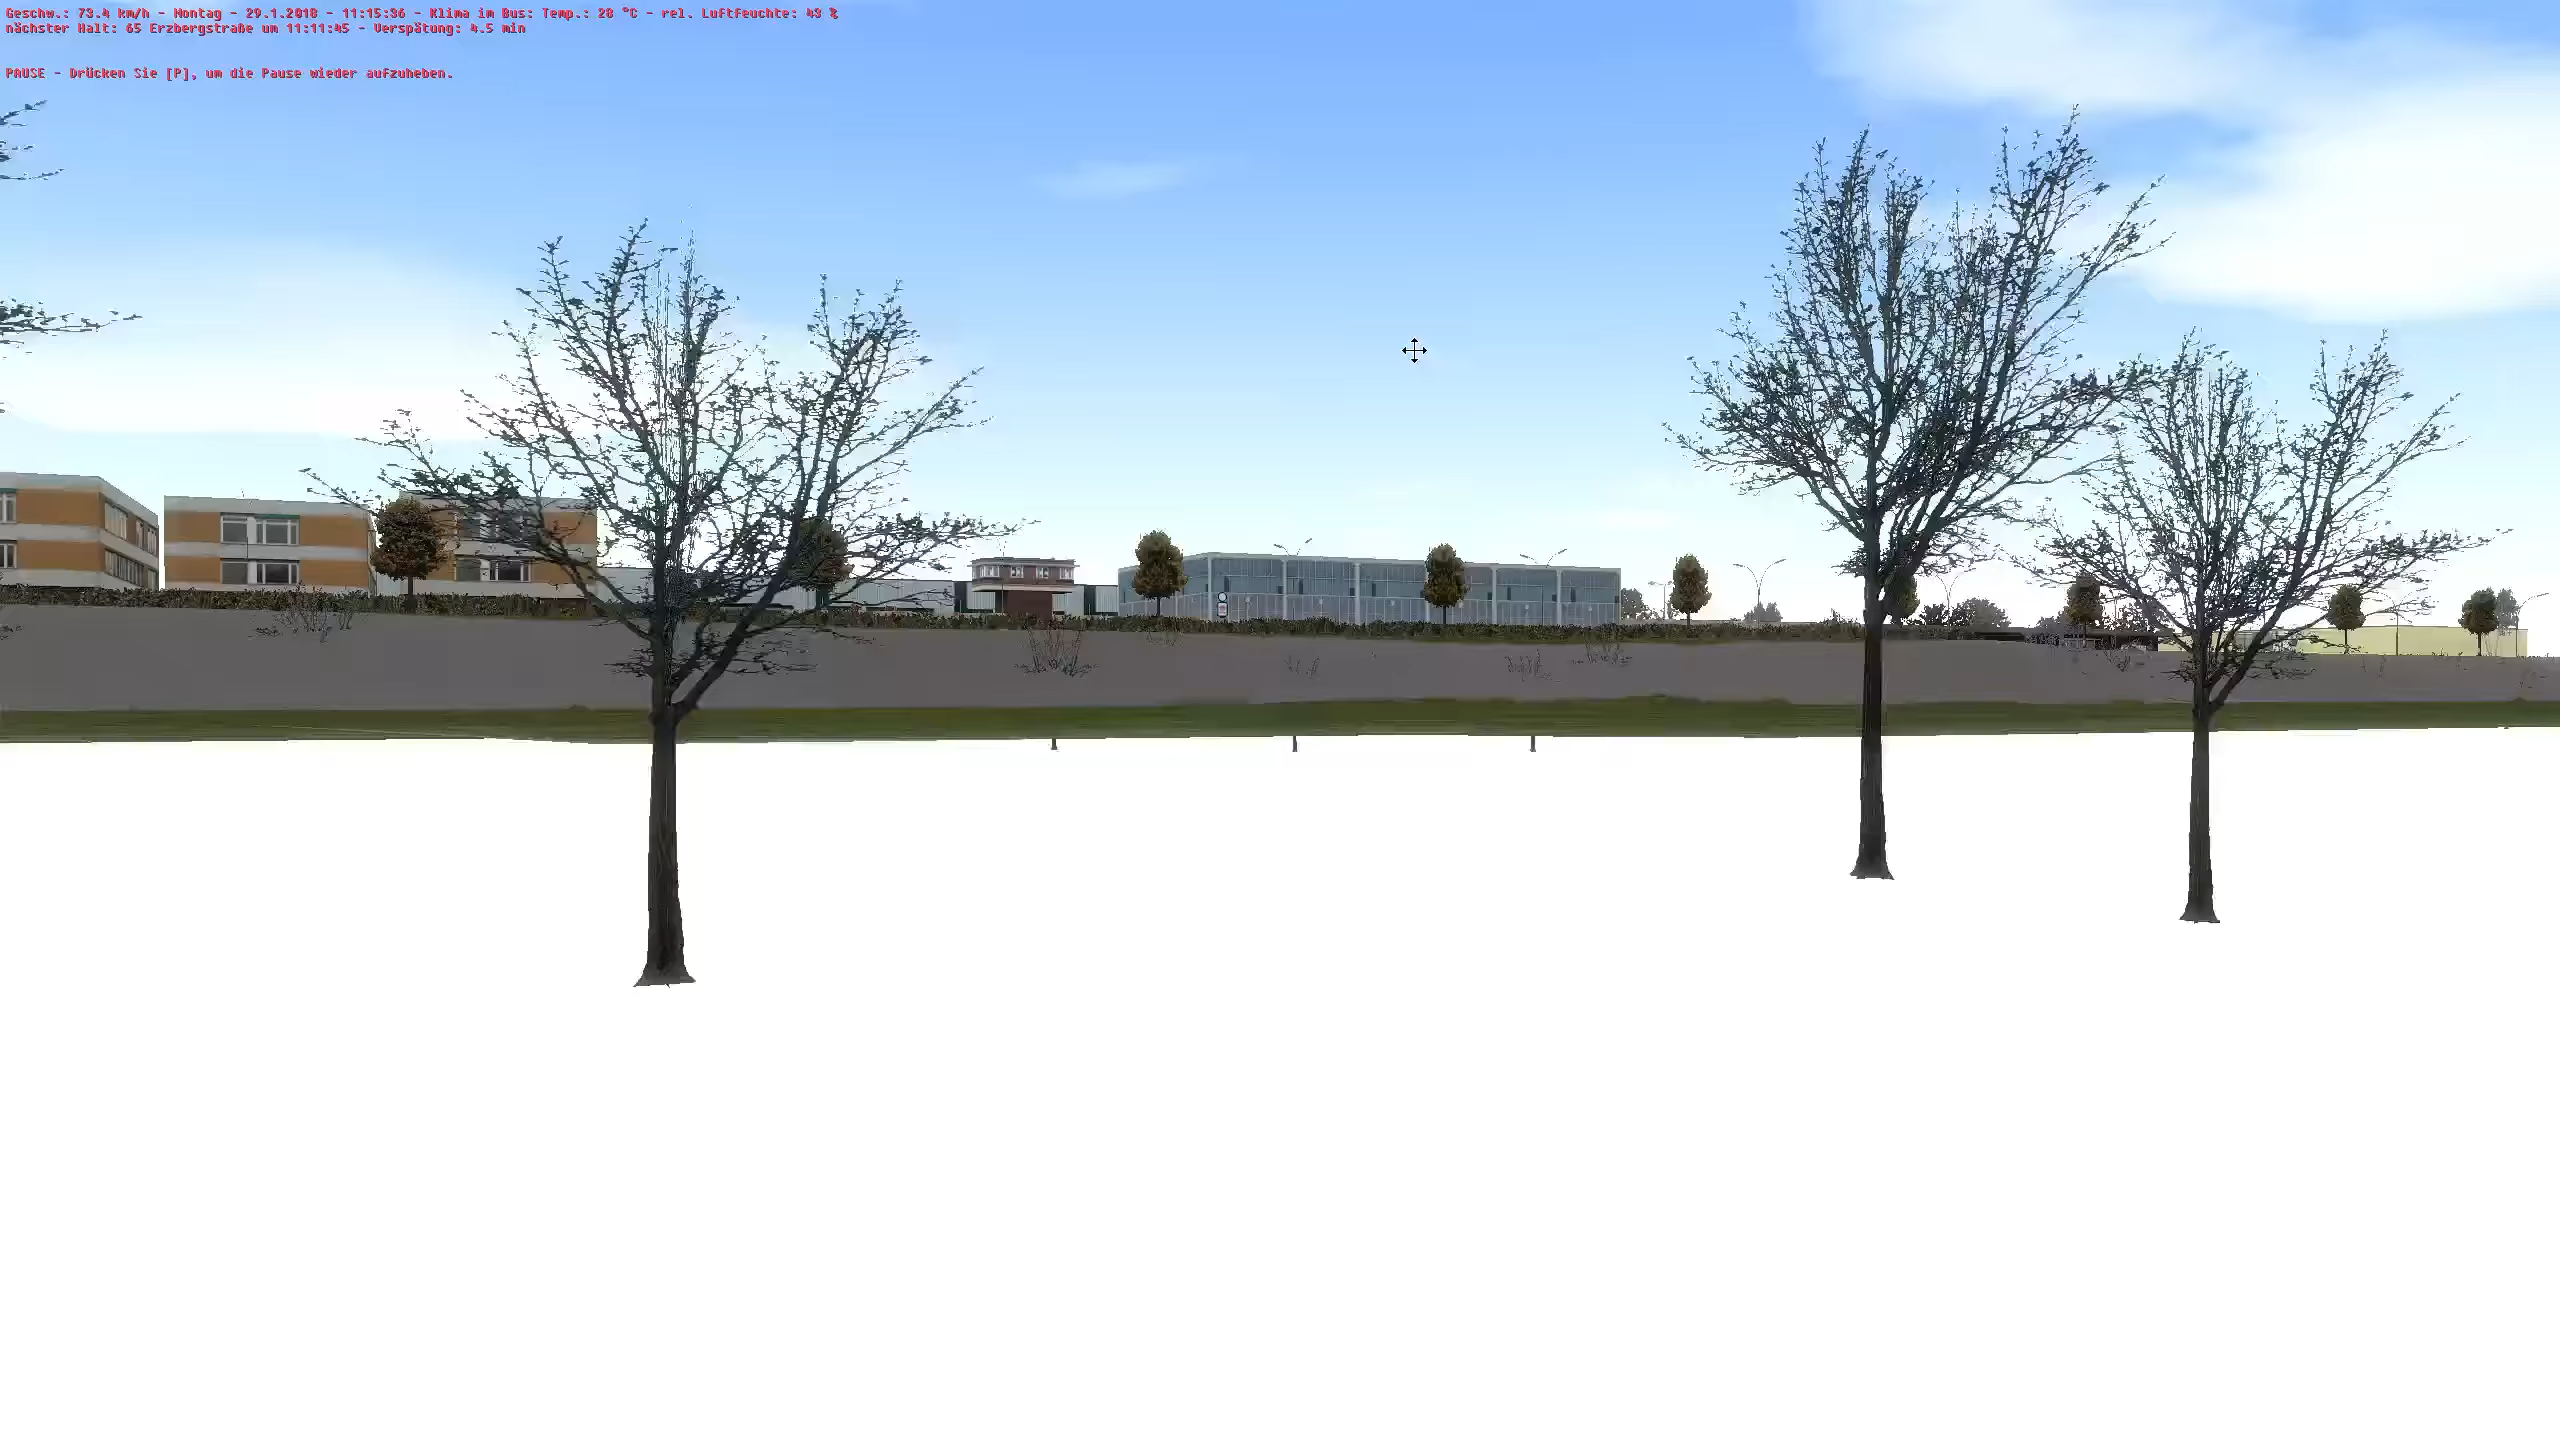 Geschw.: 73.4 km/h - Montag - 29.1.2018 - 11:15:36 - Klima im Bus: Temp.: 28 °C - rel. Luftfeuchte: 43 %
nächster Halt: 65 Erzbergstraße um 11:11:45 - Verspätung: 4.5 min
PAUSE - Drücken Sie [P], um die Pause wieder aufzuheben.